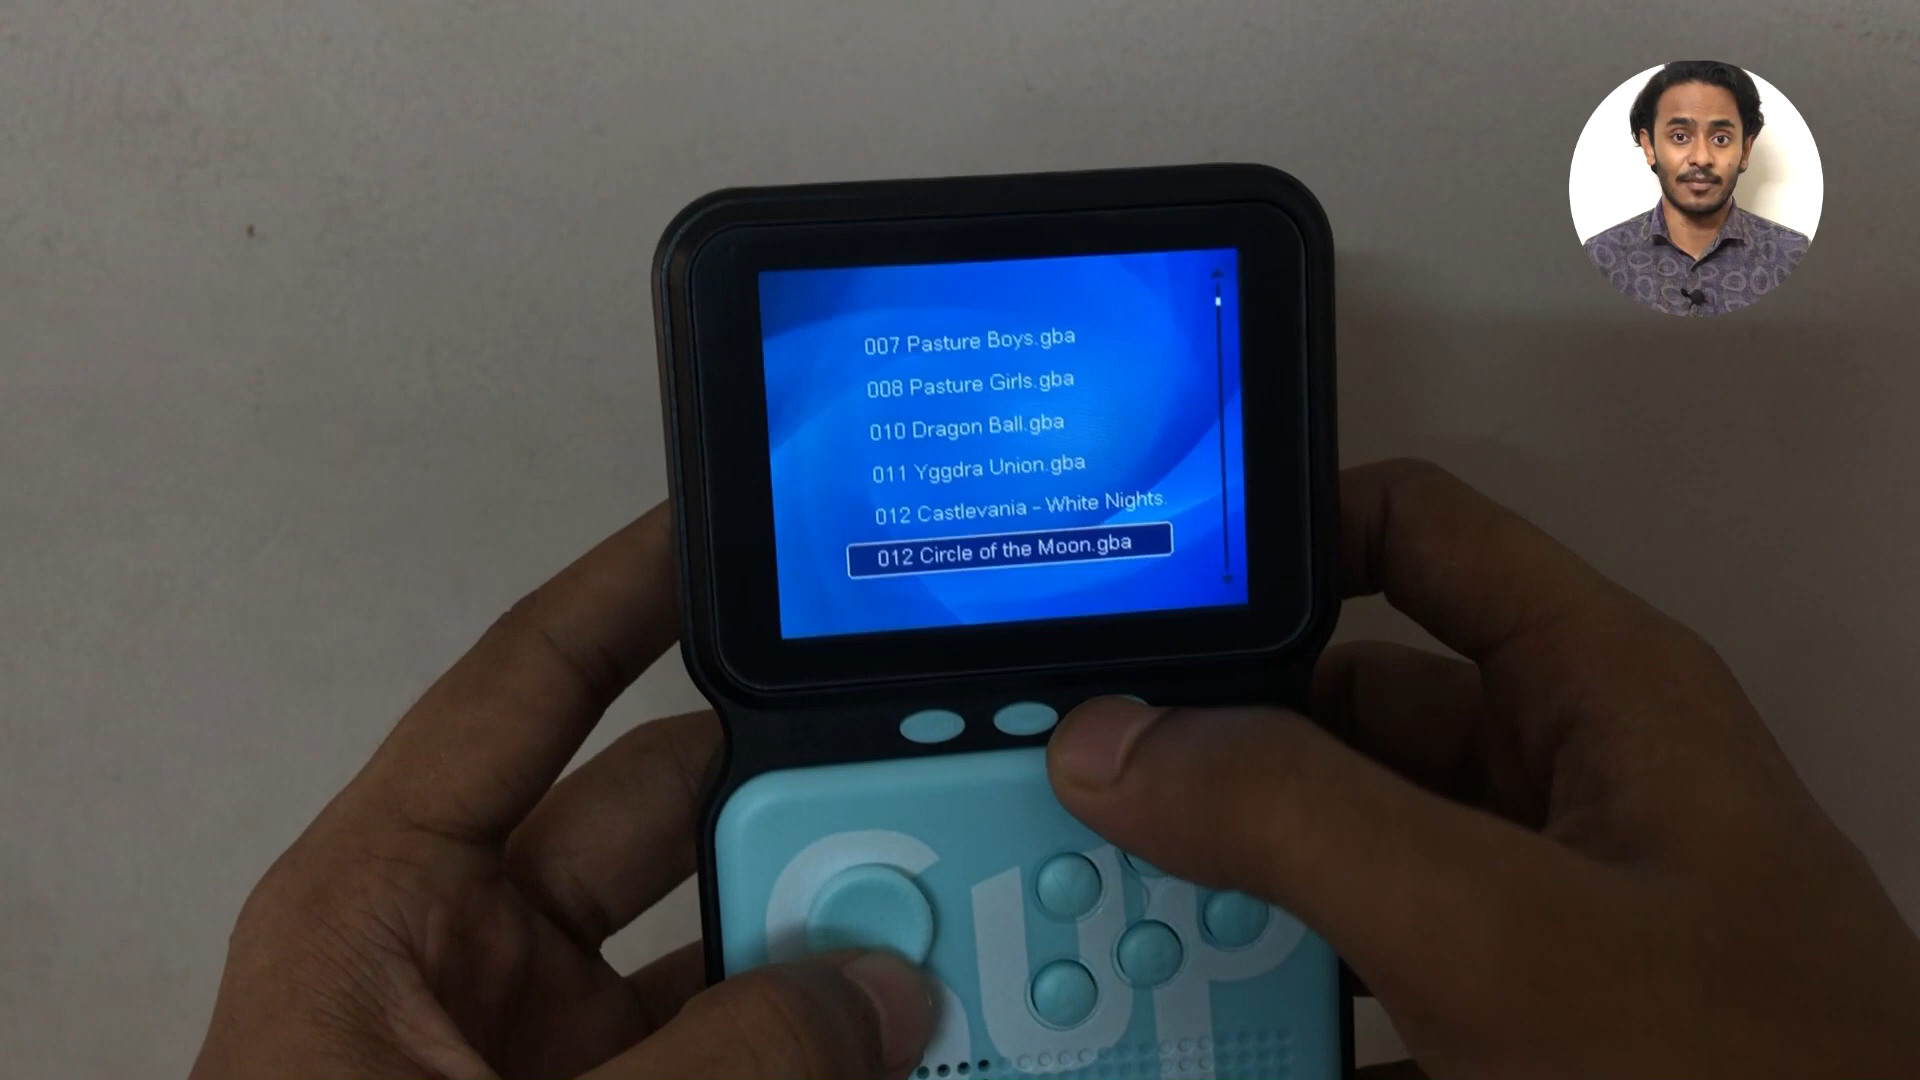 007 Pasture Boys.gba
008 Pasture Girls.gba
010 Dragon Ball.gba
011 Yggdra Union.gba
012 Castlevania - White Nights.
012 Circle of the Moon.gba
Sup